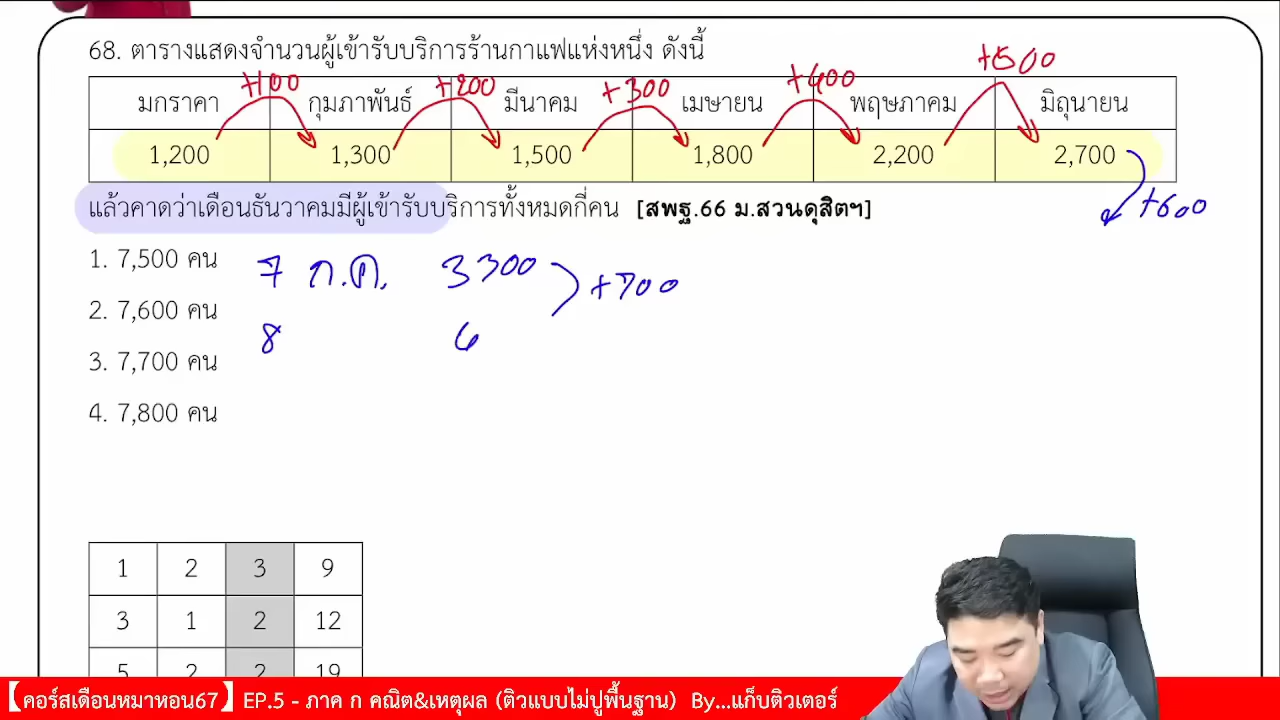 68. ตารางแสดงจำนวนผู้เข้ารับบริการร้านกาแฟแห่งหนึ่ง ดังนี้
+100 +200 +300 +400 +500
มกราคา กุมภาพันธ์ มีนาคม เมษายน พฤษภาคม มิถุนายน
1,200 1,300 1,500 1,800 2,200 2,700
แล้วคาดว่าเดือนธันวาคมมีผู้เข้ารับบริการทั้งหมดกี่คน [สพฐ.66 ม.สวนดุสิตฯ] +600
1. 7,500 คน 7 ก.ค. 3300 +700
2. 7,600 คน
8 6
3. 7,700 คน
4. 7,800 คน
1 2 3 9
3 1 2 12
5 2 2 19
【คอร์สเดือนหมาหอน67】 EP.5 - ภาค ก คณิต&เหตุผล (ติวแบบไม่ปูพื้นฐาน) By...แก็บติวเตอร์